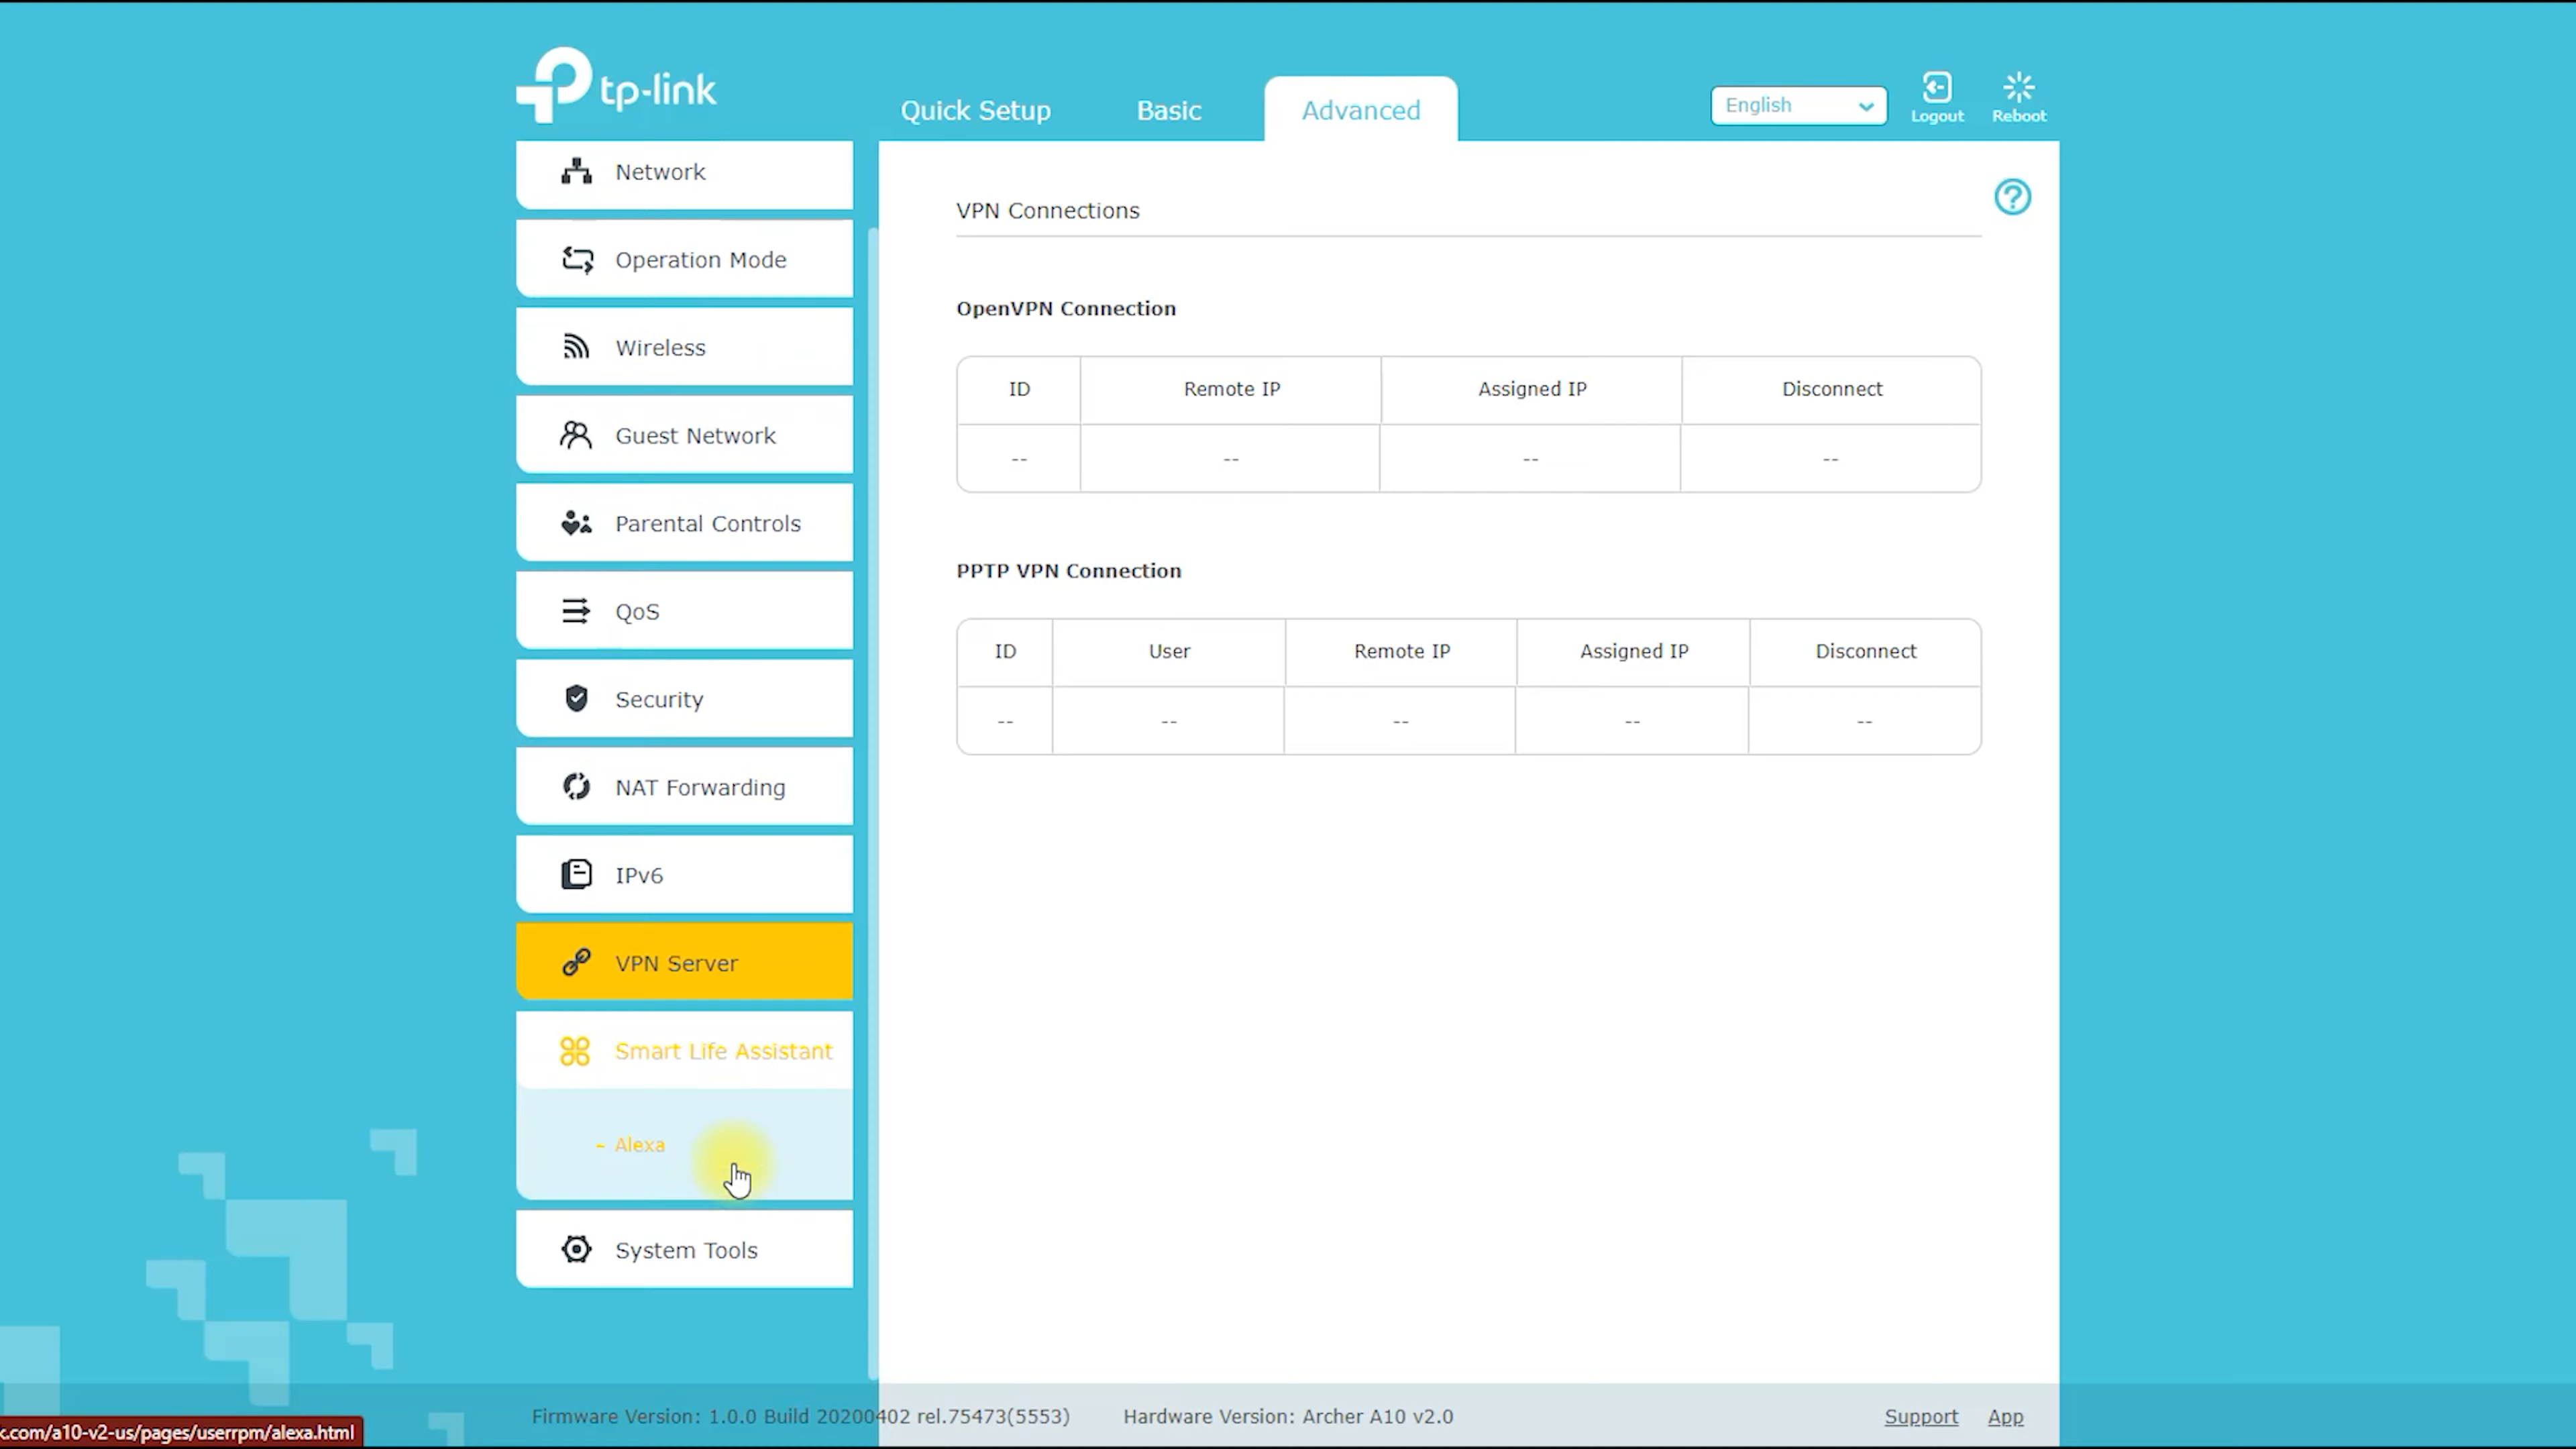 tp-link
Quick Setup
Basic
Advanced
English
Logout
Reboot
Network
Operation Mode
Wireless
Guest Network
Parental Controls
QoS
Security
NAT Forwarding
IPv6
VPN Server
Smart Life Assistant
- Alexa
System Tools
VPN Connections
?
OpenVPN Connection
ID Remote IP Assigned IP Disconnect
-- -- -- --
PPTP VPN Connection
ID User Remote IP Assigned IP Disconnect
-- -- -- -- --
Firmware Version: 1.0.0 Build 20200402 rel.75473(5553) Hardware Version: Archer A10 v2.0 Support App
k.com/a10-v2-us/pages/userrpm/alexa.html